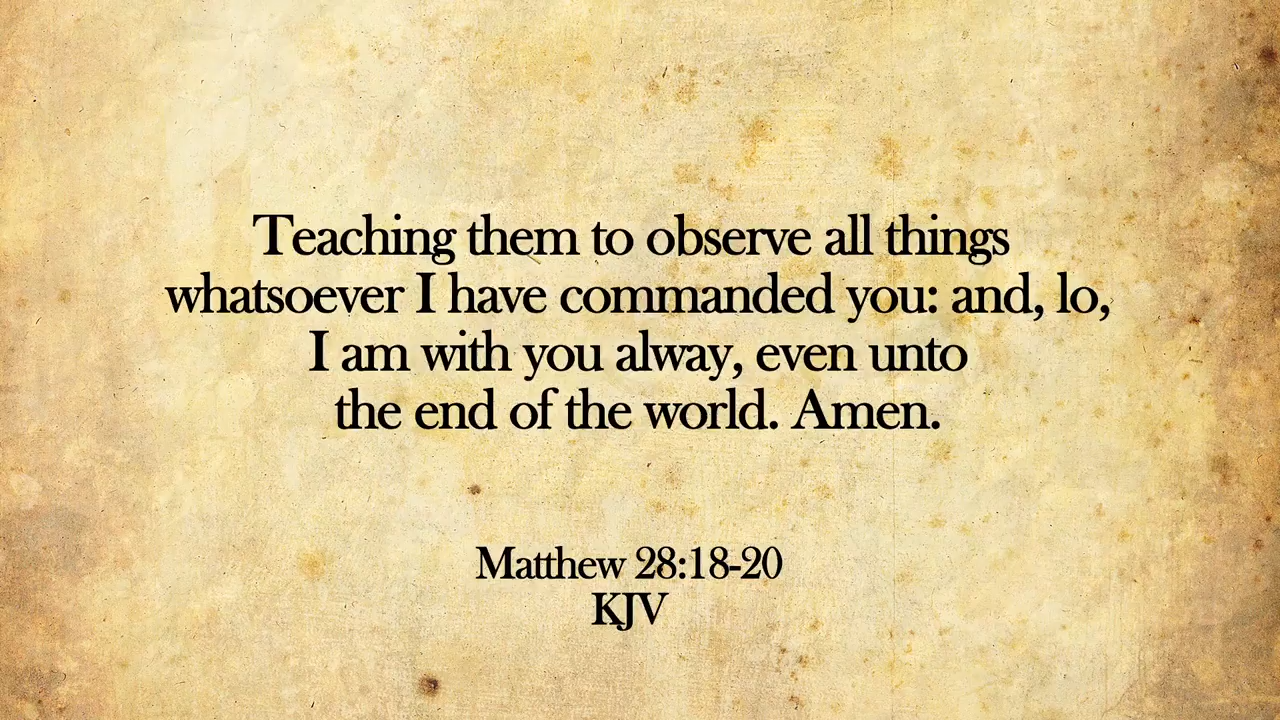 Teaching them to observe all things
whatsoever I have commanded you: and, lo,
I am with you alway, even unto
the end of the world. Amen.
Matthew 28:18-20
KJV